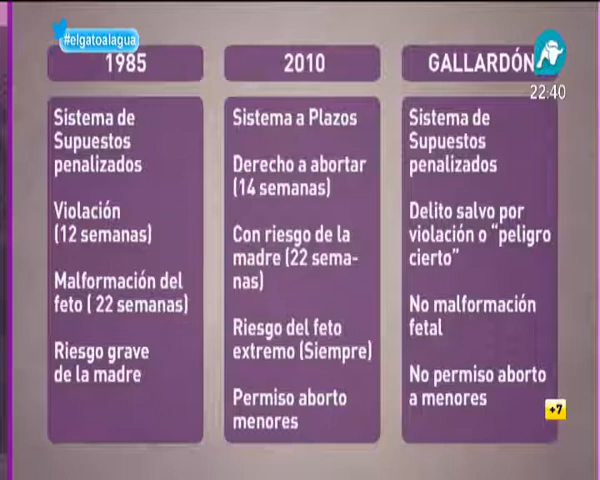 #elgatoalagua
1985
2010
GALLARDÓN
22:40
Sistema de
Supuestos
penalizados
Violación
(12 semanas)
Malformación del
feto ( 22 semanas)
Riesgo grave
de la madre
Sistema a Plazos
Derecho a abortar
(14 semanas)
Con riesgo de la
madre (22 sema-
nas)
Riesgo del feto
extremo (Siempre)
Permiso aborto
menores
Sistema de
Supuestos
penalizados
Delito salvo por
violación o “peligro
cierto”
No malformación
fetal
No permiso aborto
a menores
+7